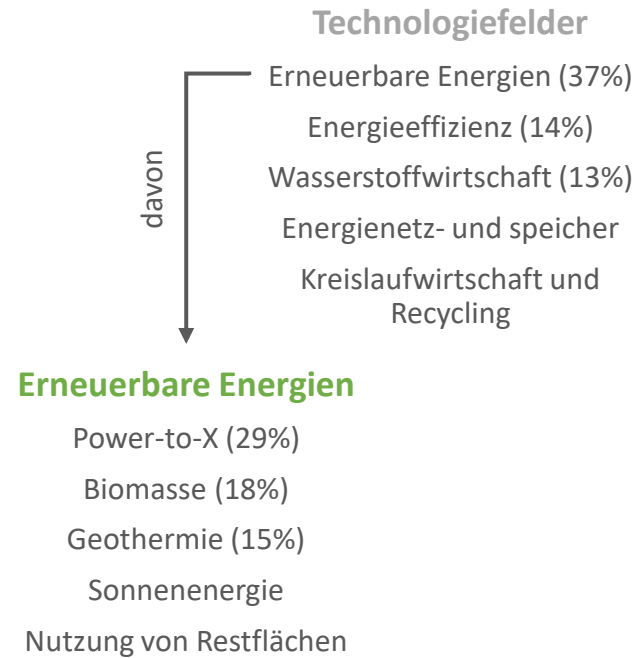 Technologiefelder
Erneuerbare Energien (37%)
Energieeffizienz (14%)
Wasserstoffwirtschaft (13%)
Energienetz- und speicher
Kreislaufwirtschaft und
Recycling
davon
Erneuerbare Energien
Power-to-X (29%)
Biomasse (18%)
Geothermie (15%)
Sonnenenergie
Nutzung von Restflächen